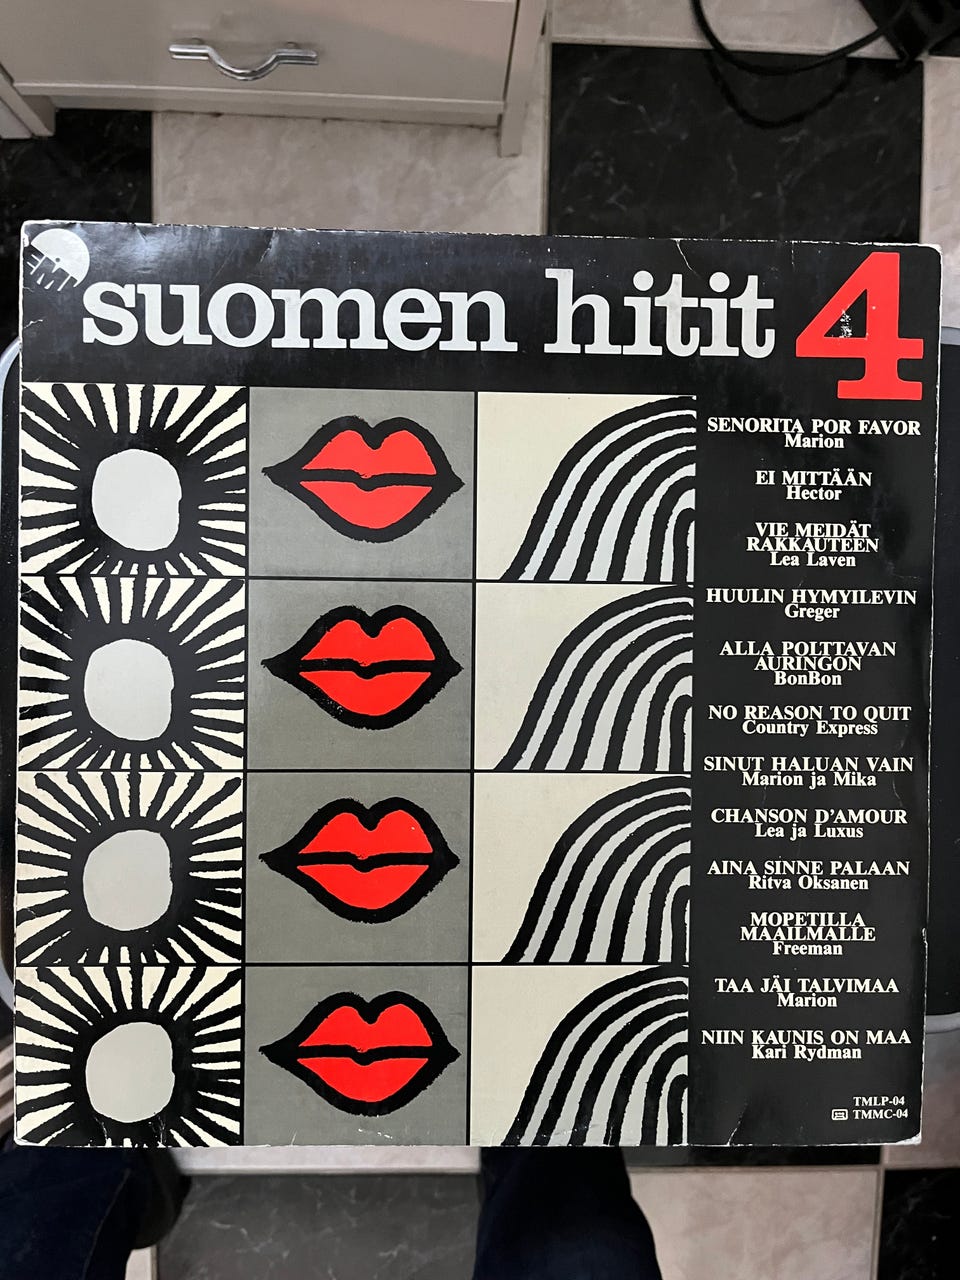 EMI
suomen hitit 4
SENORITA POR FAVOR
Marion
EI MITTÄÄN
Hector
VIE MEIDÄT
RAKKAUTEEN
Lea Laven
HUULIN HYMYILEVIN
Greger
ALLA POLTTAVAN
AURINGON
BonBon
NO REASON TO QUIT
Country Express
SINUT HALUAN VAIN
Marion ja Mika
CHANSON D'AMOUR
Lea ja Luxus
AINA SINNE PALAAN
Ritva Oksanen
MOPETILLA
MAAILMALLE
Freeman
TAA JÄI TALVIMAA
Marion
NIIN KAUNIS ON MAA
Kari Rydman
TMLP-04
TMMC-04